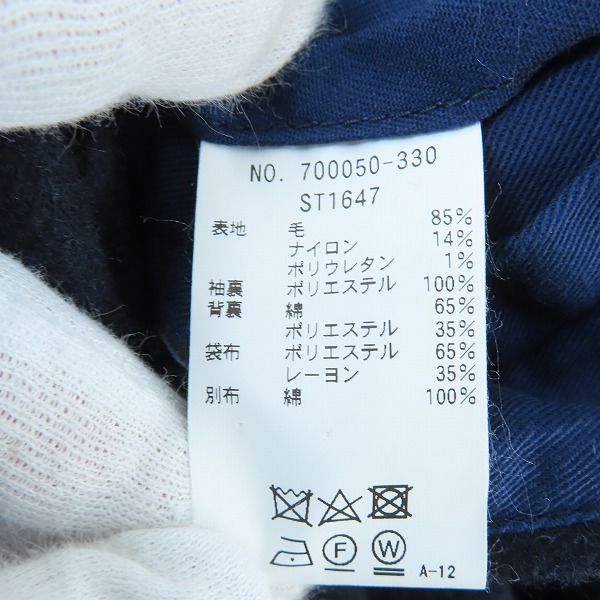 NO. 700050-330
ST1647
表地 毛 85%
ナイロン 14%
ポリウレタン 1%
袖裏 ポリエステル 100%
背裏 綿 65%
ポリエステル 35%
袋布 ポリエステル 65%
レーヨン 35%
別布 綿 100%
F W A-12